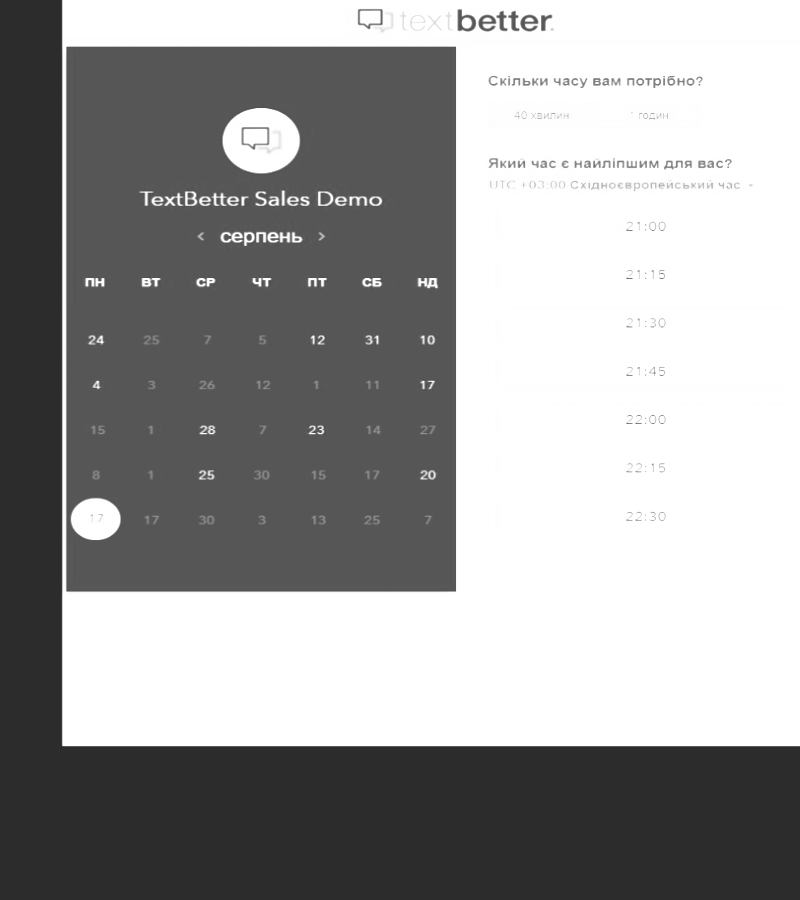 textbetter.
TextBetter Sales Demo
‹ серпень ›
ПН ВТ СР ЧТ ПТ СБ НД
24 25 7 5 12 31 10
4 3 26 12 1 11 17
15 1 28 7 23 14 27
8 1 25 30 15 17 20
17 17 30 3 13 25 7
Скільки часу вам потрібно?
40 хвилин 1 годин
Який час є найліпшим для вас?
UTC +03:00 Східноєвропейський час
21:00
21:15
21:30
21:45
22:00
22:15
22:30